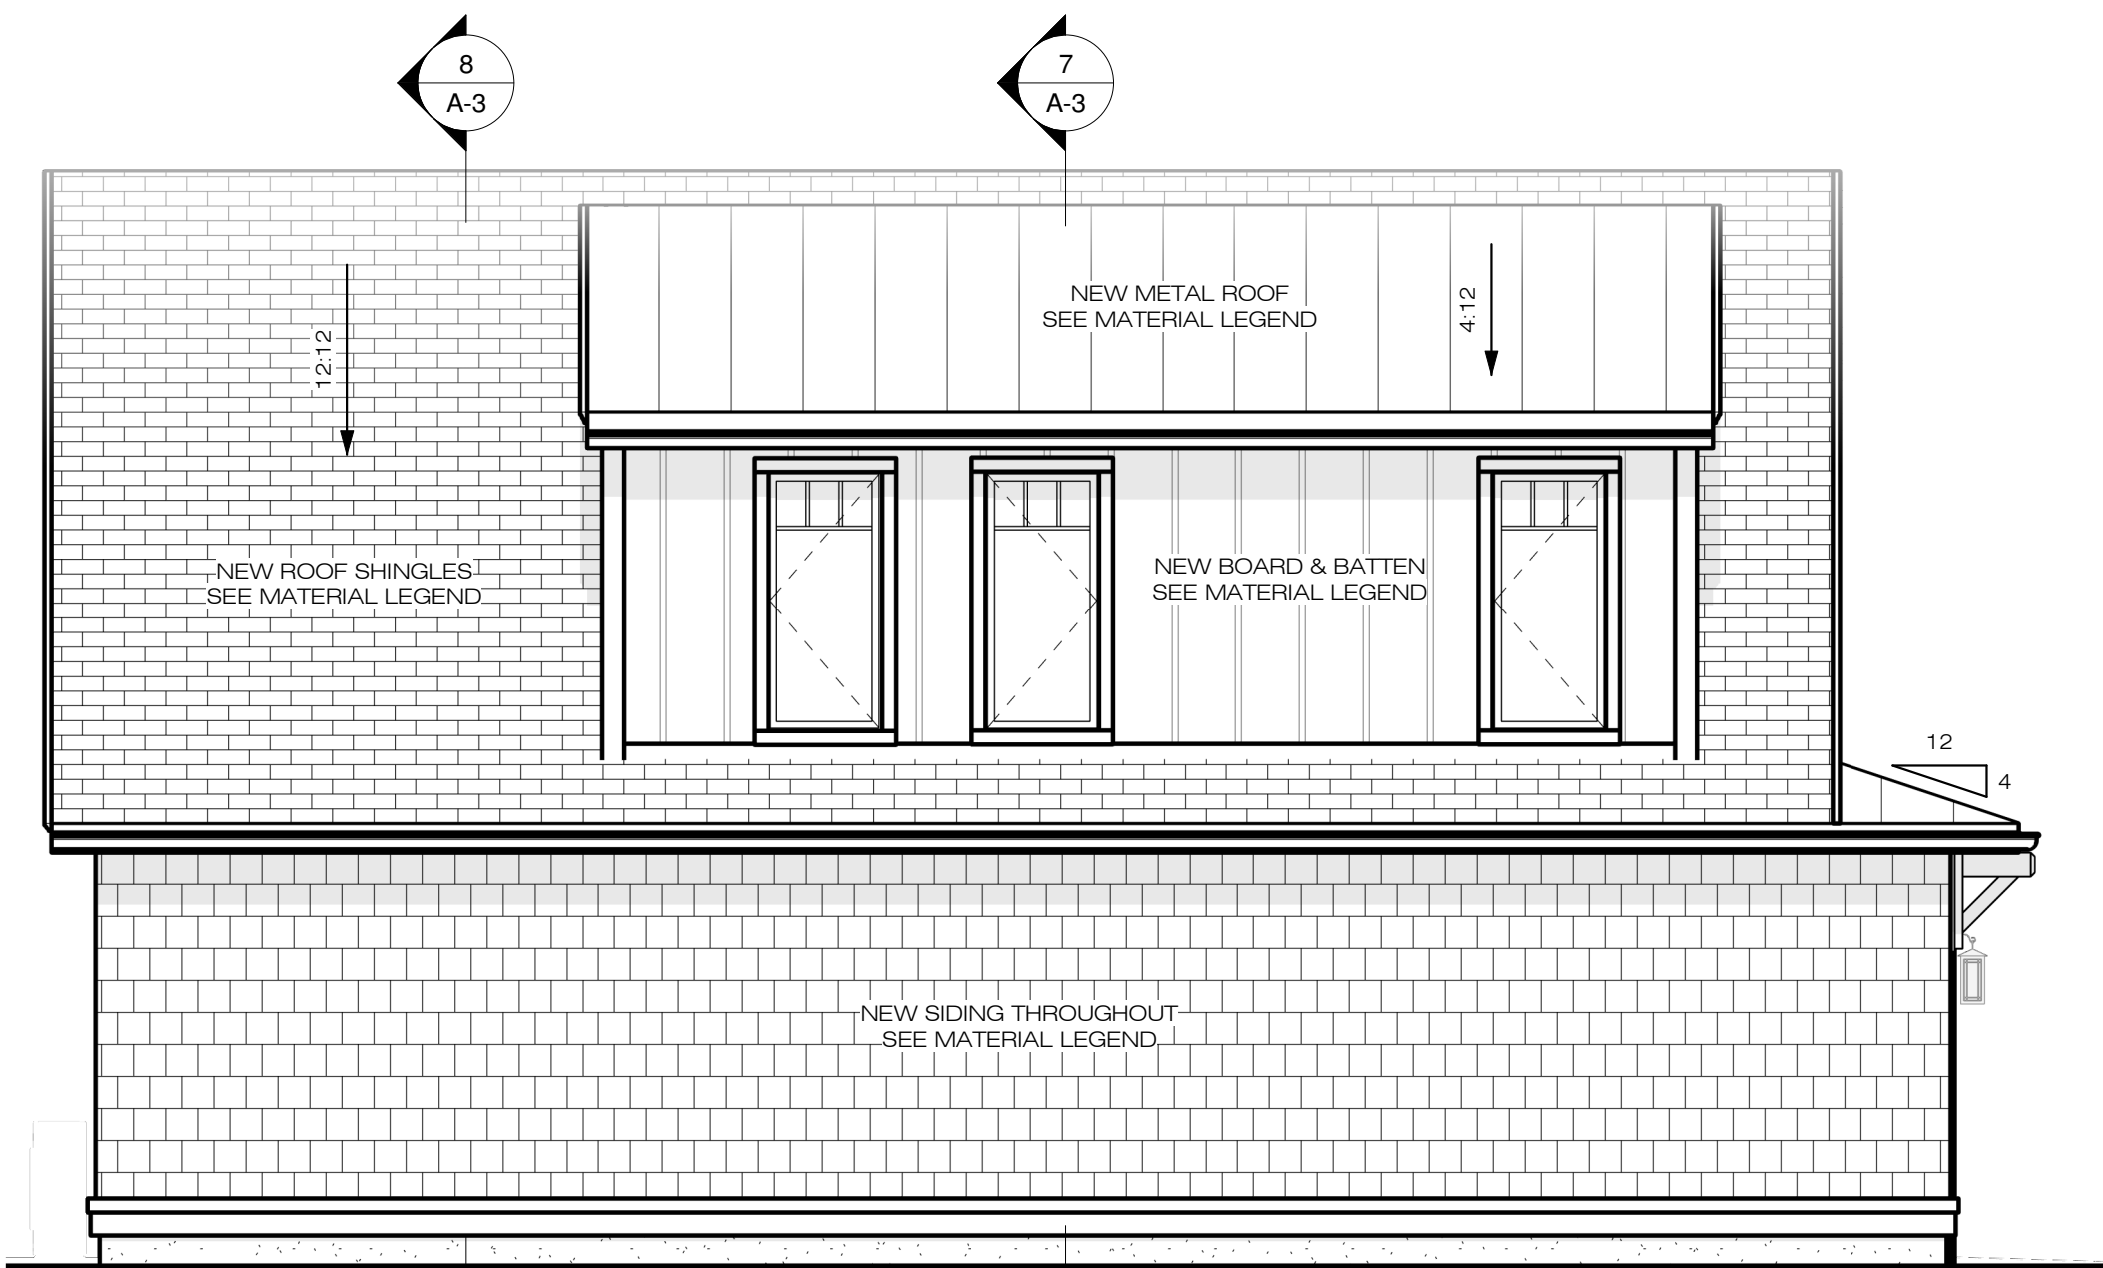 8
A-3
7
A-3
NEW METAL ROOF
SEE MATERIAL LEGEND
4:12
12:12
NEW ROOF SHINGLES
SEE MATERIAL LEGEND
NEW BOARD & BATTEN
SEE MATERIAL LEGEND
12
4
NEW SIDING THROUGHOUT
SEE MATERIAL LEGEND